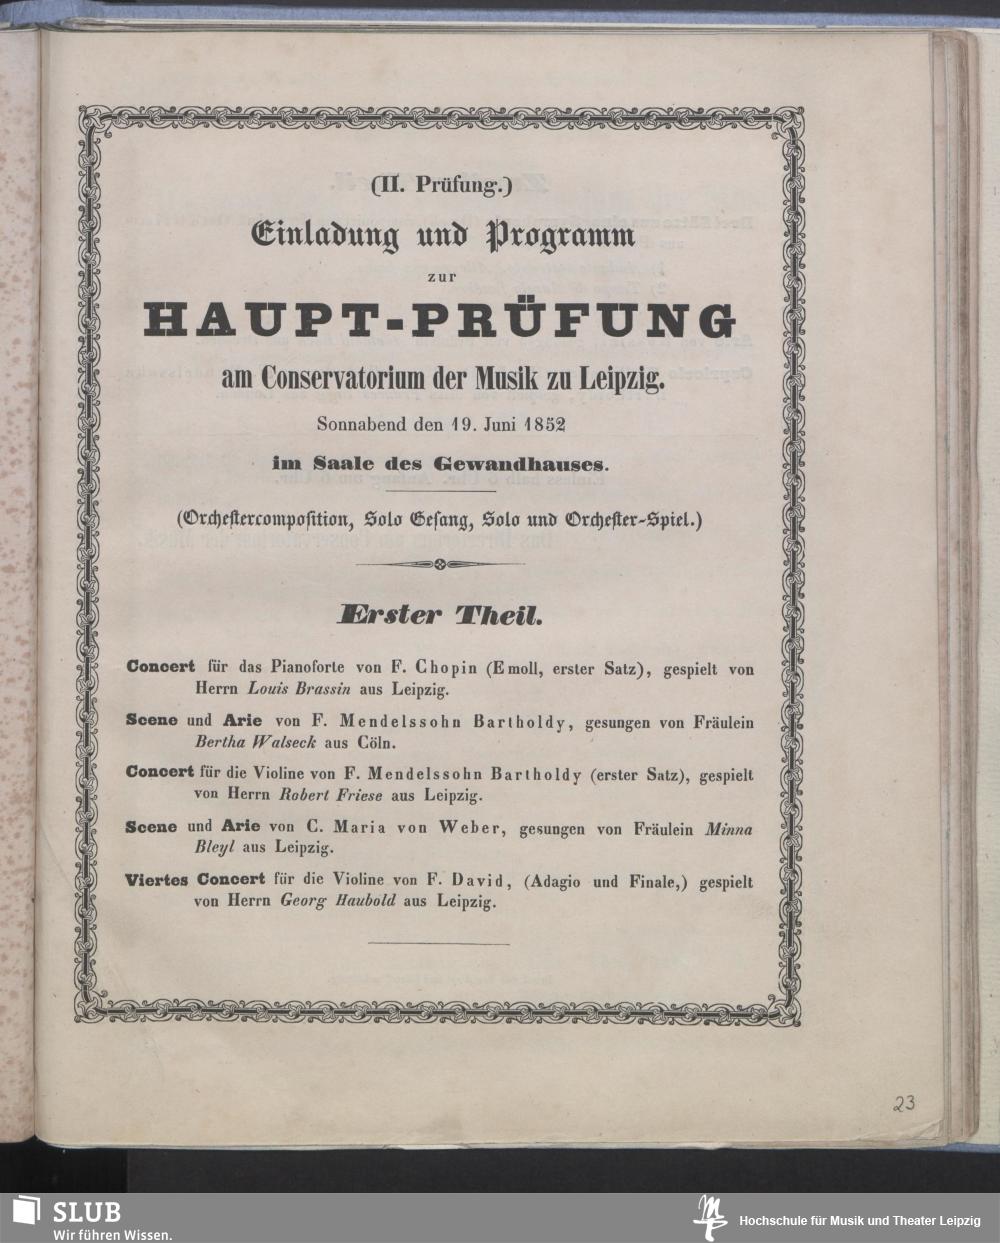 (II. Prüfung.)
Einladung und Programm
zur
HAUPT-PRÜFUNG
am Conservatorium der Musik zu Leipzig.
Sonnabend den 19. Juni 1852
im Saale des Gewandhauses.
(Orchestercomposition, Solo Gesang, Solo und Orchester-Spiel.)
Erster Theil.
Concert für das Pianoforte von F. Chopin (E moll, erster Satz), gespielt von
Herrn Louis Brassin aus Leipzig.
Scene und Arie von F. Mendelssohn Bartholdy, gesungen von Fräulein
Bertha Walseck aus Cöln.
Concert für die Violine von F. Mendelssohn Bartholdy (erster Satz), gespielt
von Herrn Robert Friese aus Leipzig.
Scene und Arie von C. Maria von Weber, gesungen von Fräulein Minna
Bleyl aus Leipzig.
Viertes Concert für die Violine von F. David, (Adagio und Finale,) gespielt
von Herrn Georg Haubold aus Leipzig.
23
SLUB
Wir führen Wissen.
Hochschule für Musik und Theater Leipzig